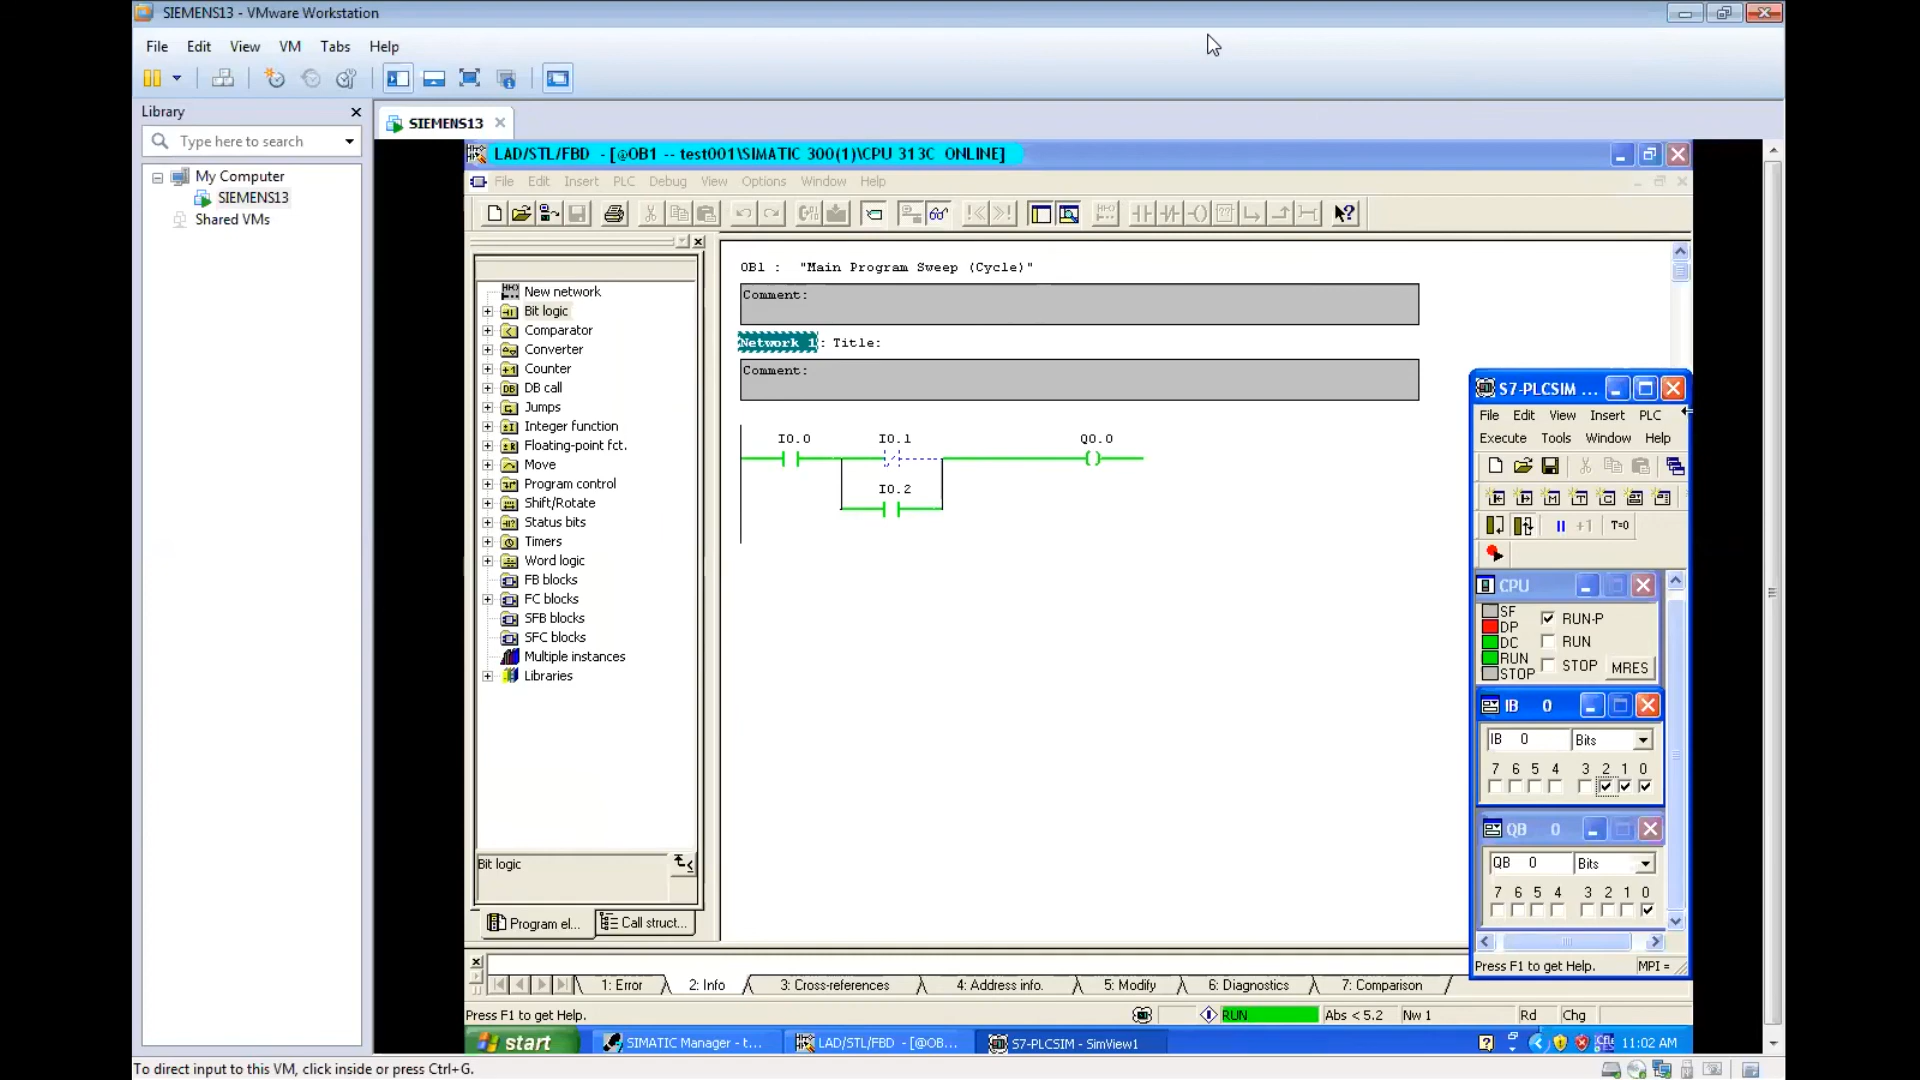 SIEMENS13 - VMware Workstation
File Edit View VM Tabs Help
Library
Type here to search
My Computer
SIEMENS13
Shared VMs
SIEMENS13
LAD/STL/FBD - [@OB1 -- test001\SIMATIC 300(1)\CPU 313C ONLINE]
File Edit Insert PLC Debug View Options Window Help
New network
Bit logic
Comparator
Converter
Counter
DB call
Jumps
Integer function
Floating-point fct.
Move
Program control
Shift/Rotate
Status bits
Timers
Word logic
FB blocks
FC blocks
SFB blocks
SFC blocks
Multiple instances
Libraries
Bit logic
Program el...
Call struct...
OB1 : "Main Program Sweep (Cycle)"
Comment:
Network 1: Title:
Comment:
I0.0 I0.1 Q0.0
I0.2
S7-PLCSIM ...
File Edit View Insert PLC
Execute Tools Window Help
+1 T=0
CPU
SF
DP
DC
RUN
STOP
RUN-P
RUN
STOP
MRES
IB 0
IB 0 Bits
7 6 5 4 3 2 1 0
QB 0
QB 0 Bits
7 6 5 4 3 2 1 0
Press F1 to get Help. MPI =
1: Error 2: Info 3: Cross-references 4: Address info. 5: Modify 6: Diagnostics 7: Comparison
Press F1 to get Help. RUN Abs < 5.2 Nw 1 Rd Chg
start SIMATIC Manager - t... LAD/STL/FBD - [@OB... S7-PLCSIM - SimView1 11:02 AM
To direct input to this VM, click inside or press Ctrl+G.